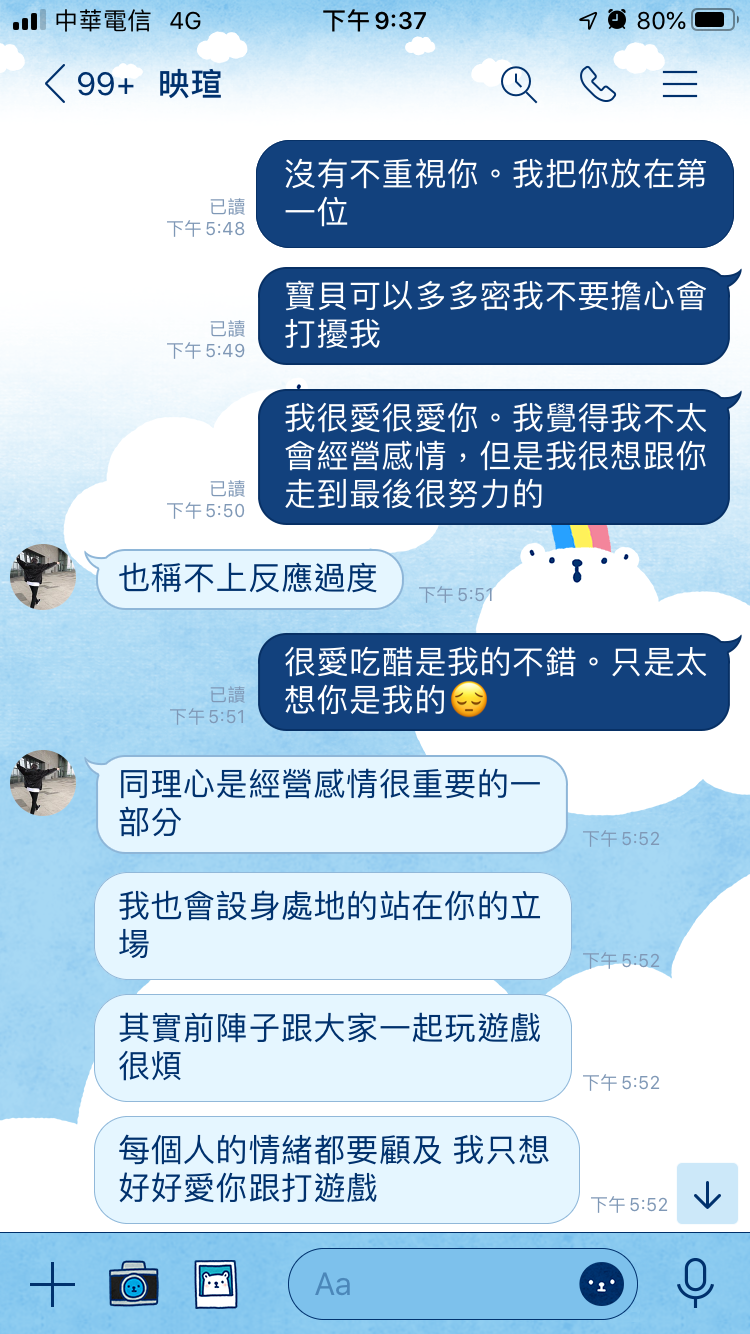 中華電信 4G 下午 9:37 80%
99+ 映瑄
沒有不重視你。我把你放在第
一位
已讀
下午 5:48
寶貝可以多多密我不要擔心會
打擾我
已讀
下午 5:49
我很愛很愛你。我覺得我不太
會經營感情，但是我很想跟你
走到最後很努力的
已讀
下午 5:50
也稱不上反應過度
下午 5:51
很愛吃醋是我的不錯。只是太
想你是我的😔
已讀
下午 5:51
同理心是經營感情很重要的一
部分
下午 5:52
我也會設身處地的站在你的立
場
下午 5:52
其實前陣子跟大家一起玩遊戲
很煩
下午 5:52
每個人的情緒都要顧及 我只想
好好愛你跟打遊戲
下午 5:52
Aa